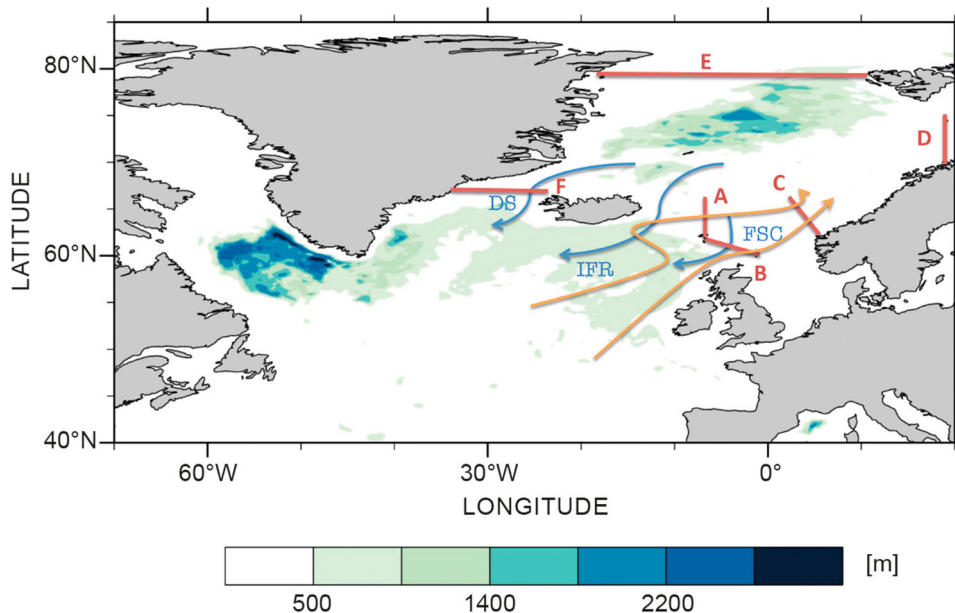 80°N
E
D
F
DS
A
C
LATITUDE
60°N
FSC
IFR
B
40°N
60°W
30°W
0°
LONGITUDE
[m]
500
1400
2200